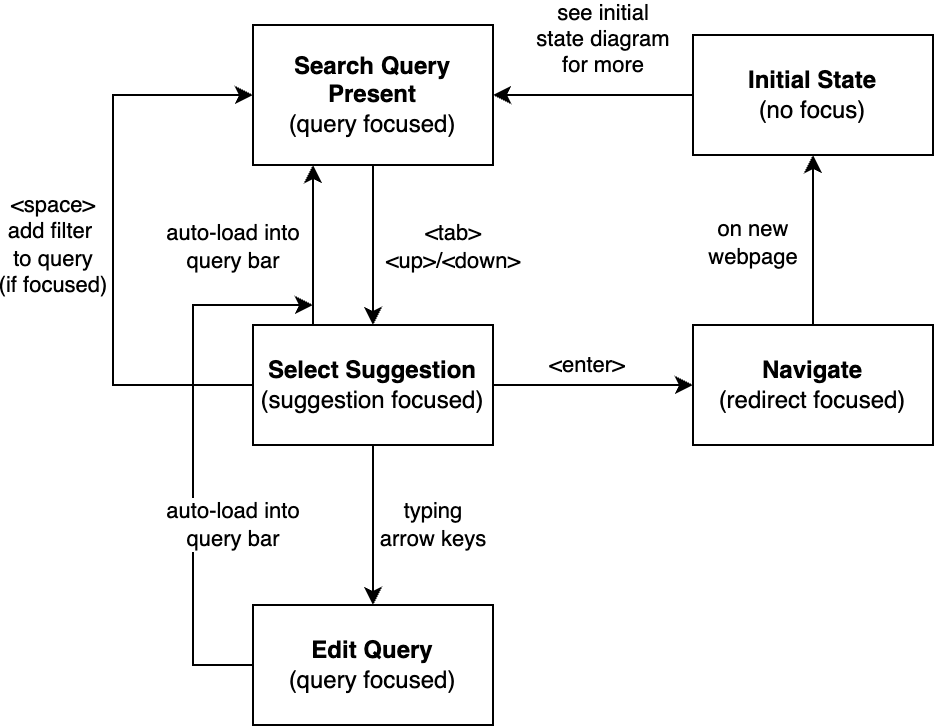 see initial
state diagram
for more
Search Query
Present
(query focused)
Initial State
(no focus)
<space>
add filter
to query
(if focused)
auto-load into
query bar
<tab>
<up>/<down>
on new
webpage
Select Suggestion
(suggestion focused)
<enter>
Navigate
(redirect focused)
auto-load into
query bar
typing
arrow keys
Edit Query
(query focused)